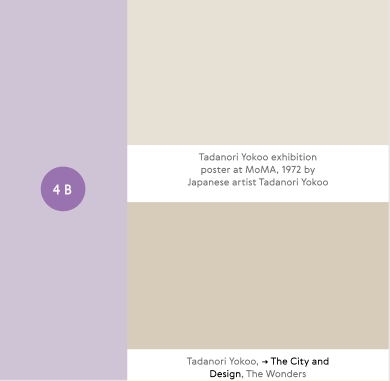 4 B
Tadanori Yokoo exhibition
poster at MoMA, 1972 by
Japanese artist Tadanori Yokoo
Tadanori Yokoo, → The City and
Design, The Wonders